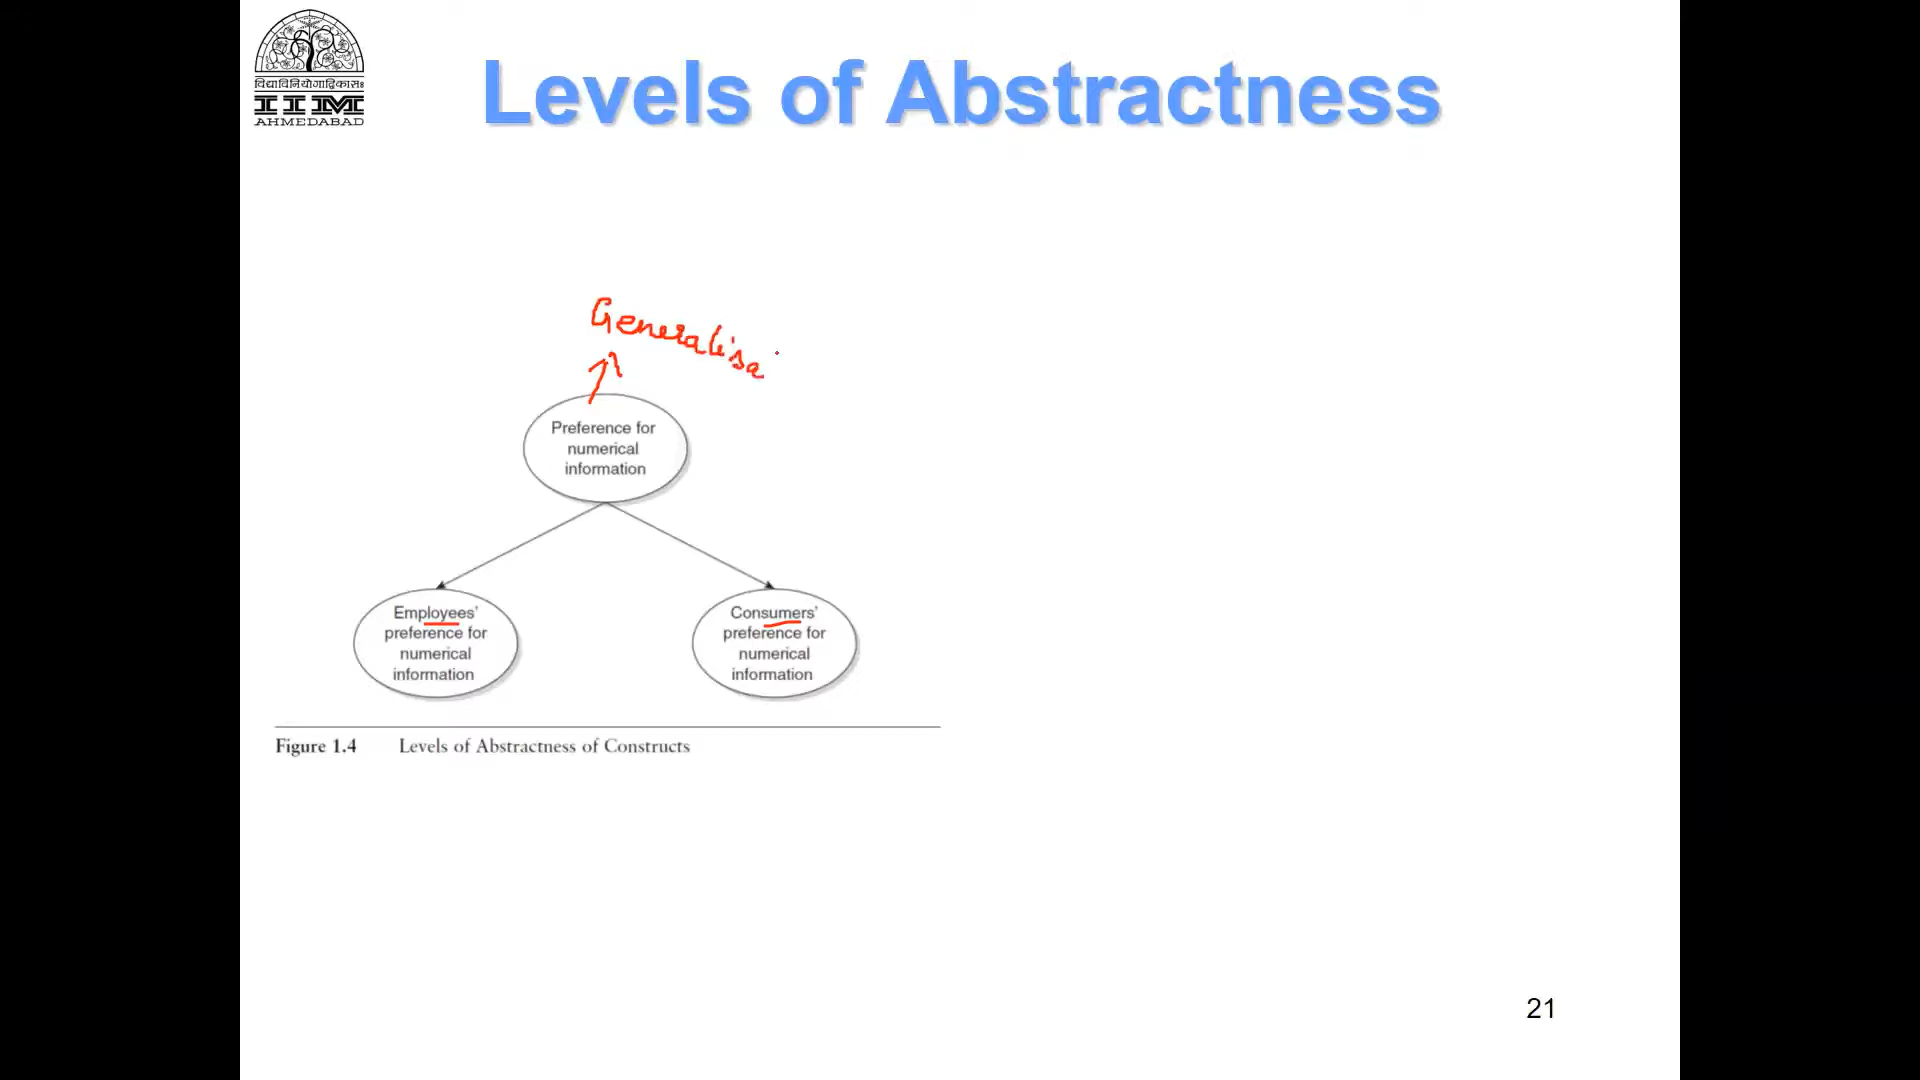 विद्याविनियोगाद्विकासः
IIM
AHMEDABAD
Levels of Abstractness
Generalisa
Preference for
numerical
information
Employees'
preference for
numerical
information
Consumers'
preference for
numerical
information
Figure 1.4 Levels of Abstractness of Constructs
21